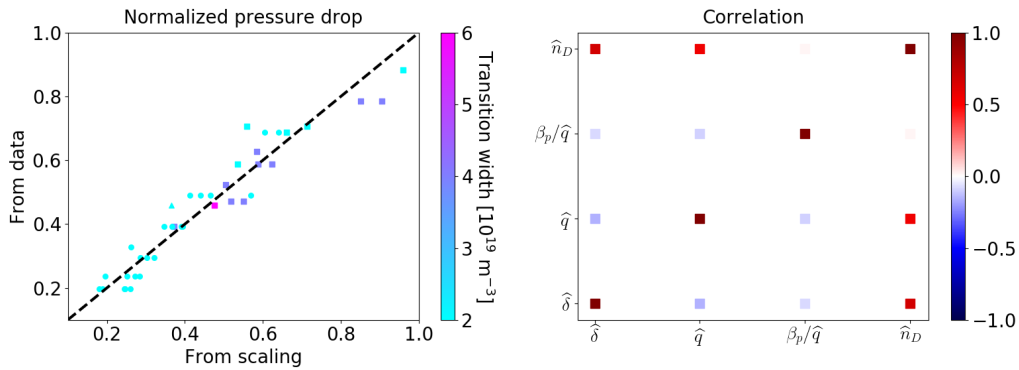 Normalized pressure drop
1.0
0.8
0.6
0.4
0.2
From data
0.2 0.4 0.6 0.8 1.0
From scaling
6
5
4
3
2
Transition width [10¹⁹ m⁻³]
Correlation
n̂_D
β_p/q̂
q̂
δ̂
δ̂ q̂ β_p/q̂ n̂_D
1.0
0.5
0.0
−0.5
−1.0